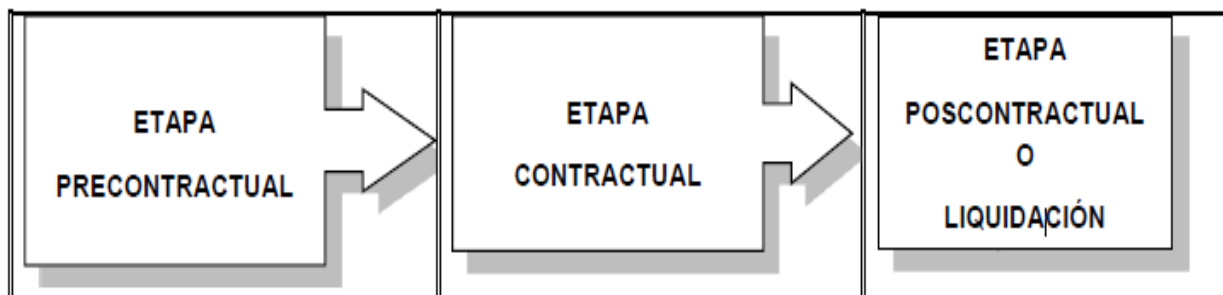 ETAPA
PRECONTRACTUAL
ETAPA
CONTRACTUAL
ETAPA
POSCONTRACTUAL
O
LIQUIDACIÓN